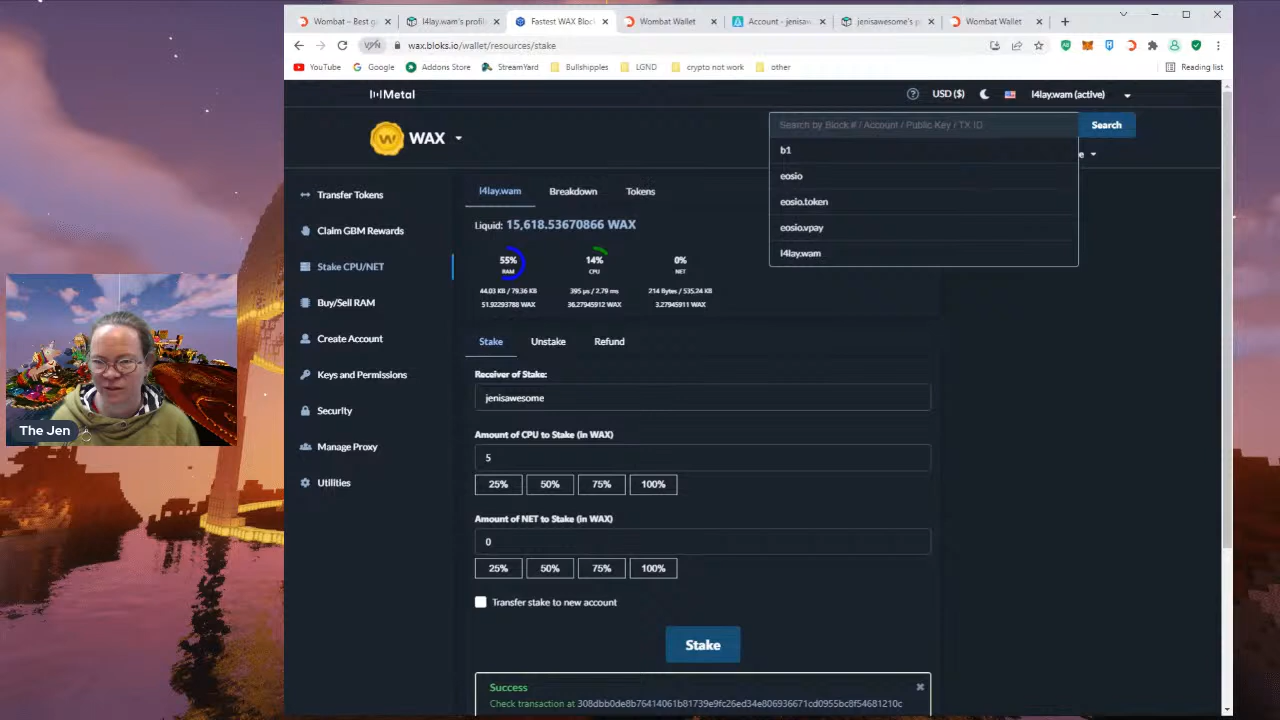 Wombat – Best g
l4lay.wam's profil
Fastest WAX Bloc
Wombat Wallet
Account - jenisaw
jenisawesome's p
Wombat Wallet
VPN
wax.bloks.io/wallet/resources/stake
YouTube
Google
Addons Store
StreamYard
Bullshipples
LGND
crypto not work
other
Reading list
Metal
USD ($)
l4lay.wam (active)
WAX
Search by Block # / Account / Public Key / TX ID
Search
b1
eosio
eosio.token
eosio.vpay
l4lay.wam
e
Transfer Tokens
Claim GBM Rewards
Stake CPU/NET
Buy/Sell RAM
Create Account
Keys and Permissions
Security
Manage Proxy
Utilities
l4lay.wam
Breakdown
Tokens
Liquid: 15,618.53670866 WAX
55%
RAM
44.03 KB / 79.36 KB
51.92293788 WAX
14%
CPU
395 µs / 2.79 ms
36.27945912 WAX
0%
NET
214 Bytes / 535.24 KB
3.27945911 WAX
Stake
Unstake
Refund
Receiver of Stake:
jenisawesome
Amount of CPU to Stake (in WAX)
5
25%
50%
75%
100%
Amount of NET to Stake (in WAX)
0
25%
50%
75%
100%
Transfer stake to new account
Stake
Success
Check transaction at 308dbb0de8b76414061b81739e9fc26ed34e806936671cd0955bc8f54681210c
The Jen